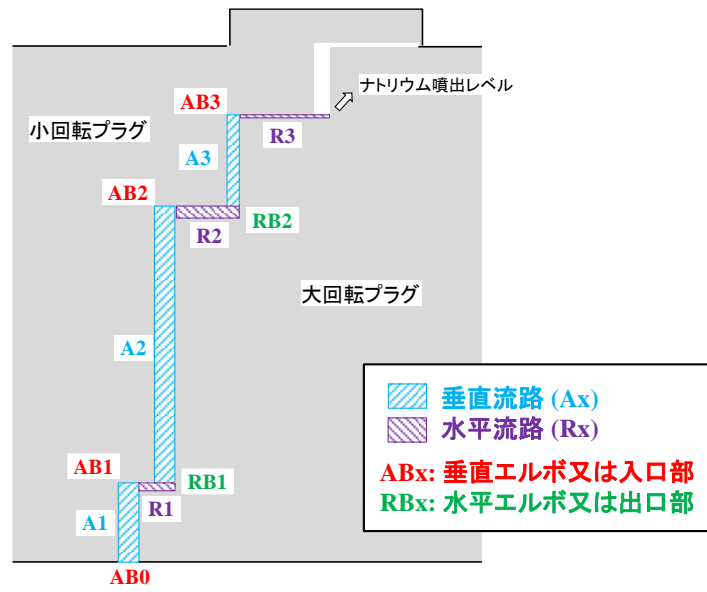 ナトリウム噴出レベル
AB3
小回転プラグ
R3
A3
AB2
RB2
R2
大回転プラグ
A2
垂直流路 (Ax)
水平流路 (Rx)
AB1
ABx: 垂直エルボ又は入口部
RB1
RBx: 水平エルボ又は出口部
R1
A1
AB0